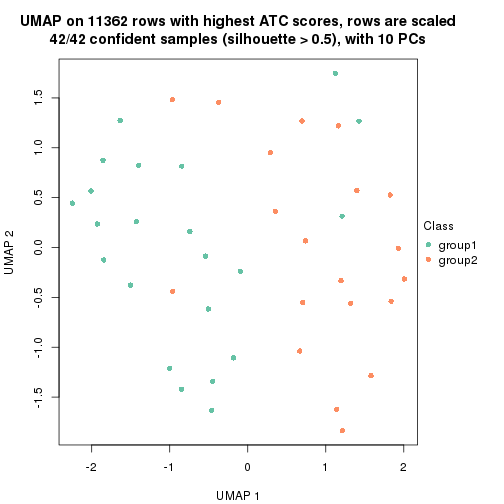 UMAP on 11362 rows with highest ATC scores, rows are scaled
42/42 confident samples (silhouette > 0.5), with 10 PCs
1.5
1.0
0.5
0.0
-0.5
-1.0
-1.5
UMAP 2
Class
group1
group2
-2
-1
0
1
2
UMAP 1